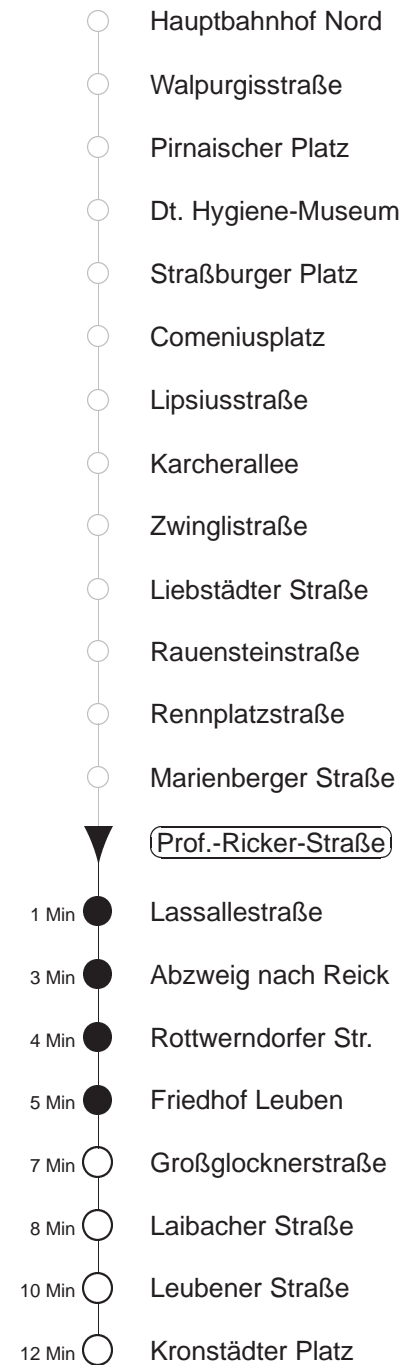 Hauptbahnhof Nord
Walpurgisstraße
Pirnaischer Platz
Dt. Hygiene-Museum
Straßburger Platz
Comeniusplatz
Lipsiusstraße
Karcherallee
Zwinglistraße
Liebstädter Straße
Rauensteinstraße
Rennplatzstraße
Marienberger Straße
Prof.-Ricker-Straße
1 Min Lassallestraße
3 Min Abzweig nach Reick
4 Min Rottwerndorfer Str.
5 Min Friedhof Leuben
7 Min Großglocknerstraße
8 Min Laibacher Straße
10 Min Leubener Straße
12 Min Kronstädter Platz